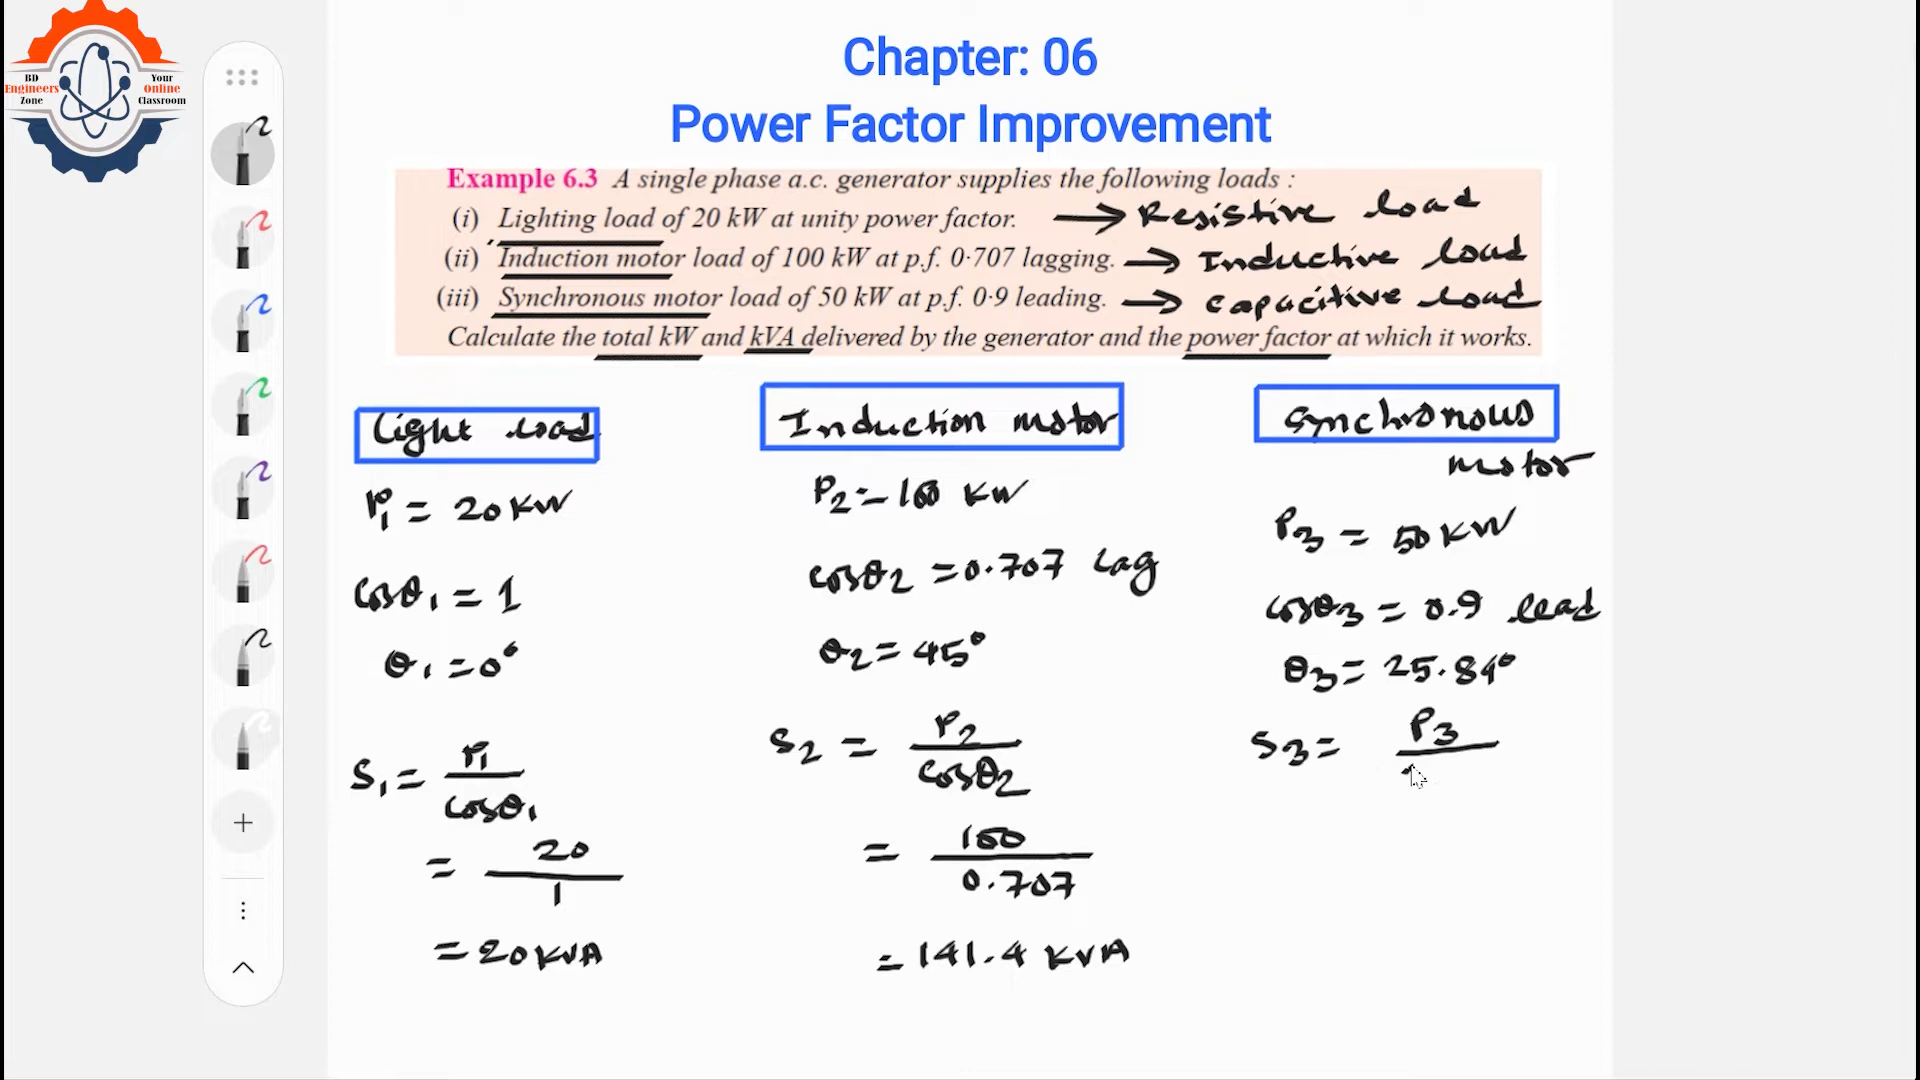 BD
Engineers
Zone
Your
Online
Classroom
Chapter: 06
Power Factor Improvement
Example 6.3 A single phase a.c. generator supplies the following loads :
(i) Lighting load of 20 kW at unity power factor. → Resistive load
(ii) Induction motor load of 100 kW at p.f. 0·707 lagging. → Inductive load
(iii) Synchronous motor load of 50 kW at p.f. 0·9 leading. → capacitive load
Calculate the total kW and kVA delivered by the generator and the power factor at which it works.
Light load
P1 = 20 KW
cosθ1 = 1
θ1 = 0°
S1 = P1/cosθ1
= 20/1
= 20 KVA
Induction motor
P2 = 100 KW
cosθ2 = 0.707 Lag
θ2 = 45°
S2 = P2/cosθ2
= 100/0.707
= 141.4 KVA
Synchronous
motor
P3 = 50 KW
cosθ3 = 0.9 lead
θ3 = 25.84°
S3 = P3